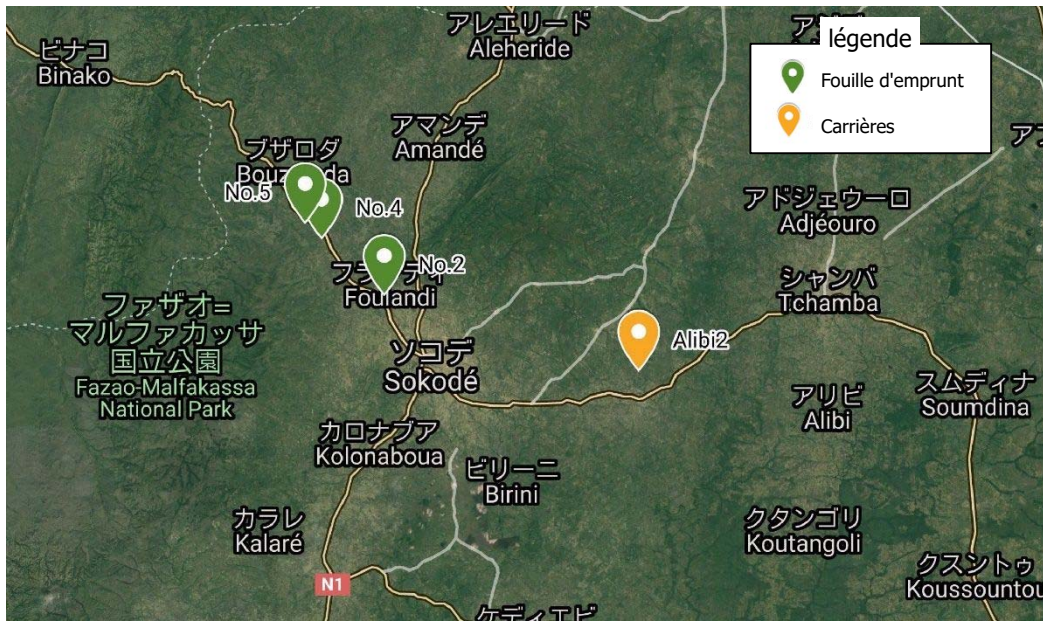 アレエリード
Aleheride
légende
Fouille d'emprunt
Carrières
ビナコ
Binako
アマンデ
Amandé
ブザロダ
No.5
No.4
アドジェウーロ
Adjéouro
No.2
Foulandi
シャンバ
Tchamba
ファザオ=
マルファカッサ
国立公園
Fazao-Malfakassa
National Park
ソコデ
Sokodé
Alibi2
アリビ
Alibi
スムディナ
Soumdina
カロナブア
Kolonaboua
ビリーニ
Birini
カラレ
Kalaré
クタンゴリ
Koutangoli
クスントゥ
Koussountou
N1
ケディエビ